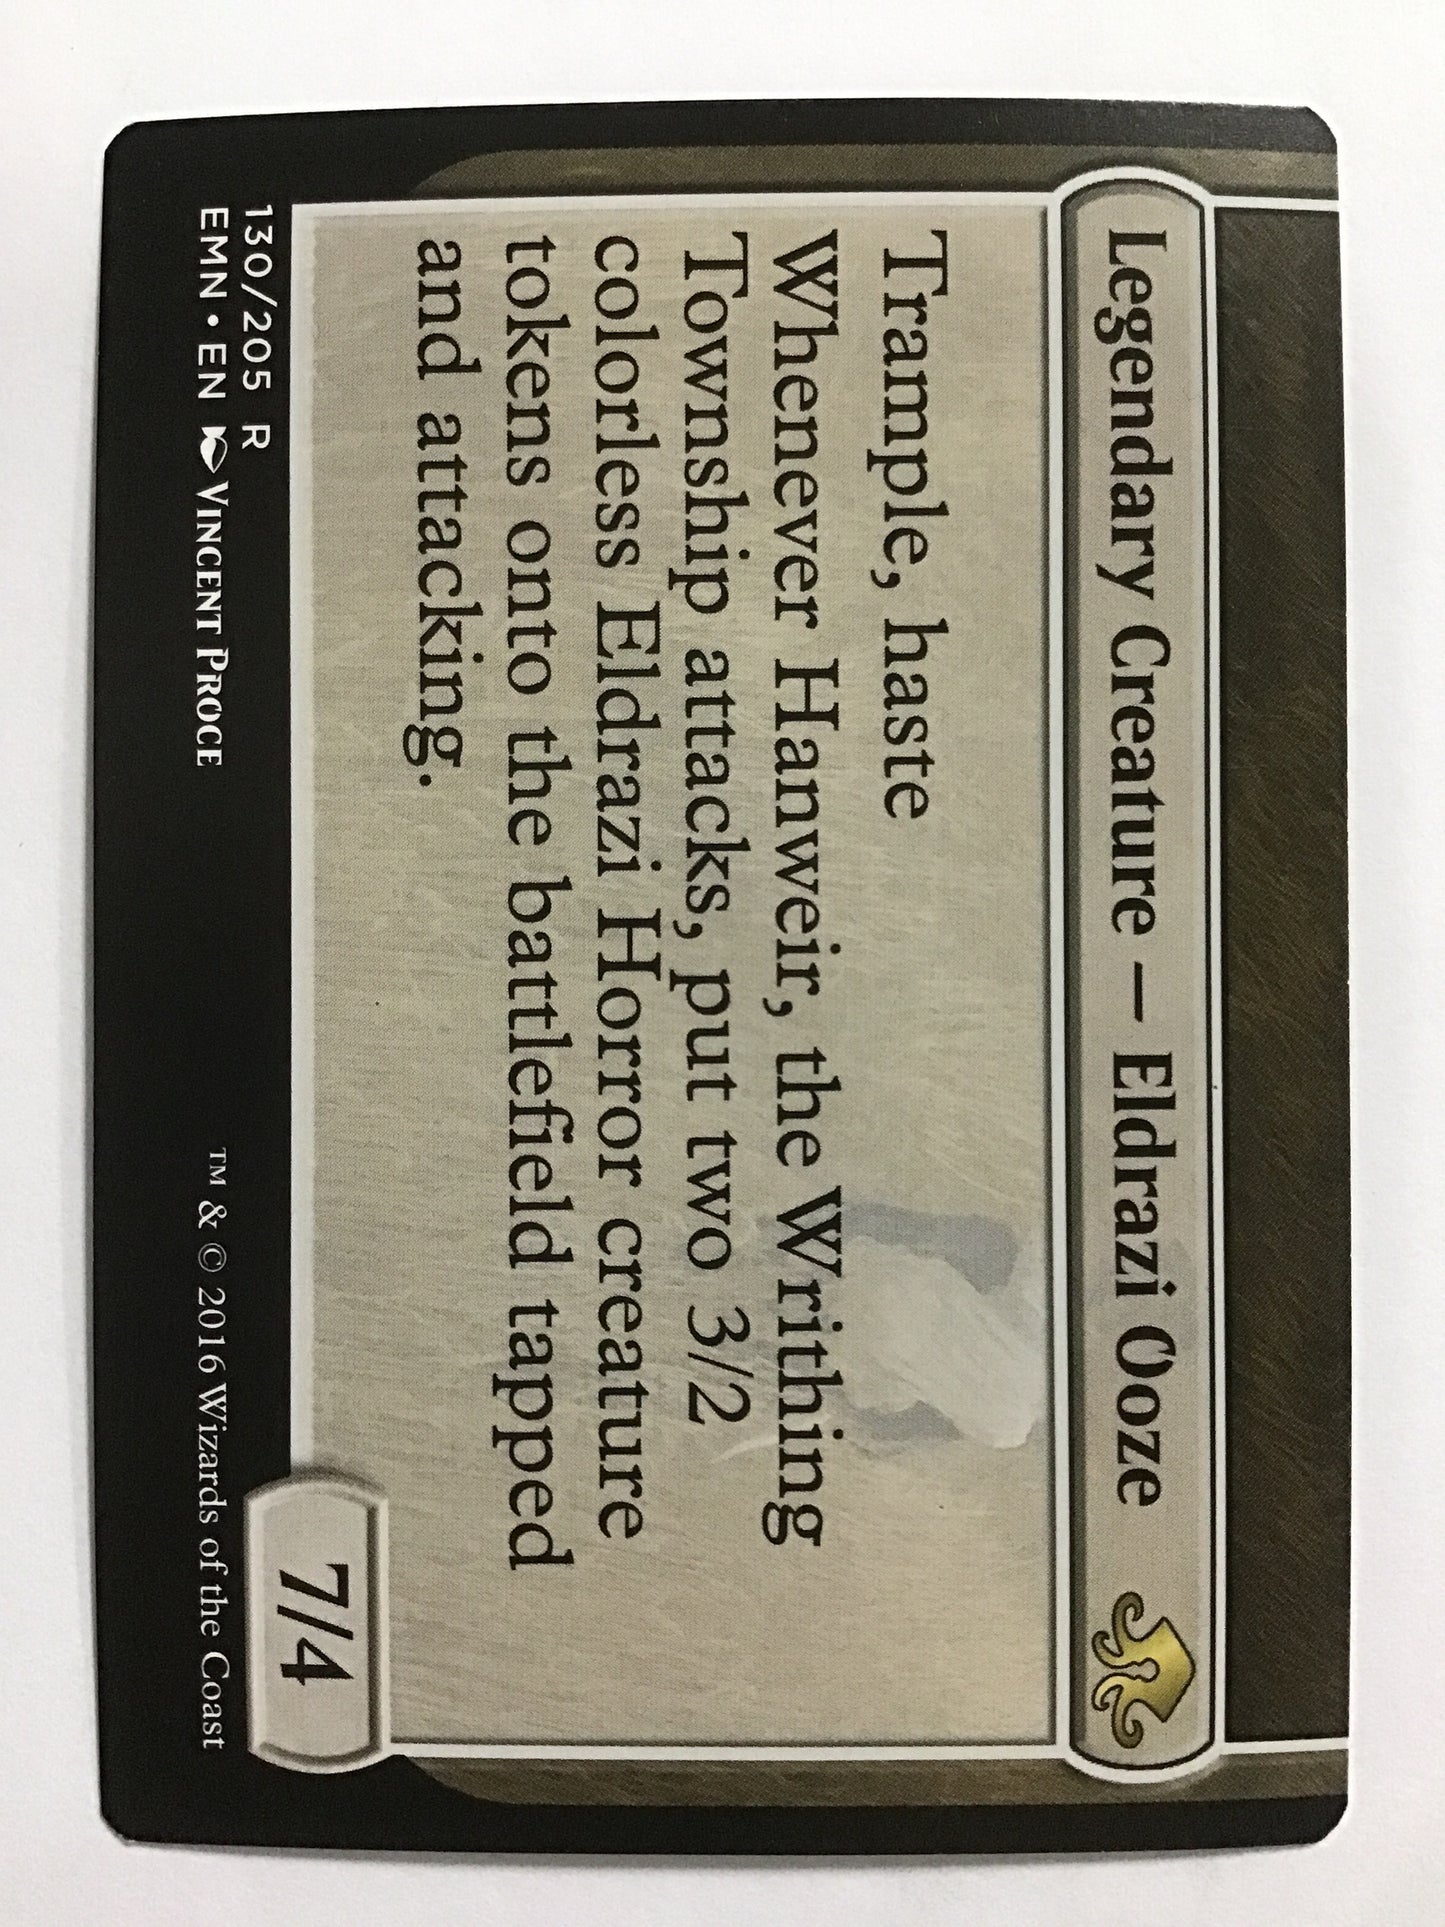 Legendary Creature — Eldrazi Ooze
Trample, haste
Whenever Hanweir, the Writhing
Township attacks, put two 3/2
colorless Eldrazi Horror creature
tokens onto the battlefield tapped
and attacking.
7/4
130/205 R
EMN • EN VINCENT PROCE
™ & © 2016 Wizards of the Coast